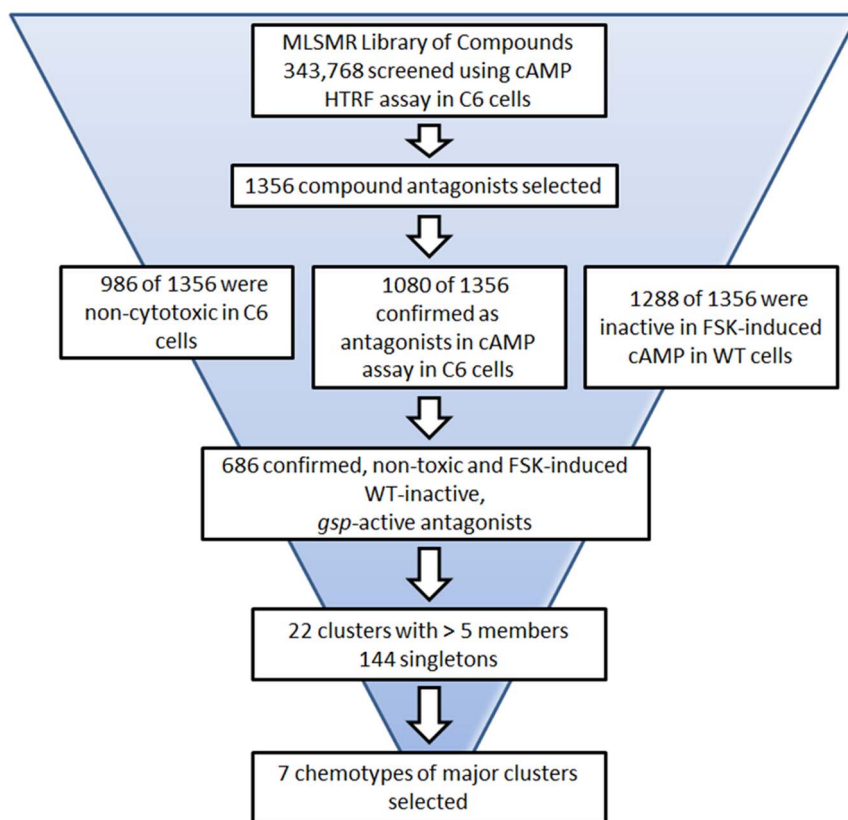 MLSMR Library of Compounds
343,768 screened using cAMP
HTRF assay in C6 cells
1356 compound antagonists selected
986 of 1356 were
non-cytotoxic in C6
cells
1080 of 1356
confirmed as
antagonists in cAMP
assay in C6 cells
1288 of 1356 were
inactive in FSK-induced
cAMP in WT cells
686 confirmed, non-toxic and FSK-induced
WT-inactive,
gsp-active antagonists
22 clusters with > 5 members
144 singletons
7 chemotypes of major clusters
selected